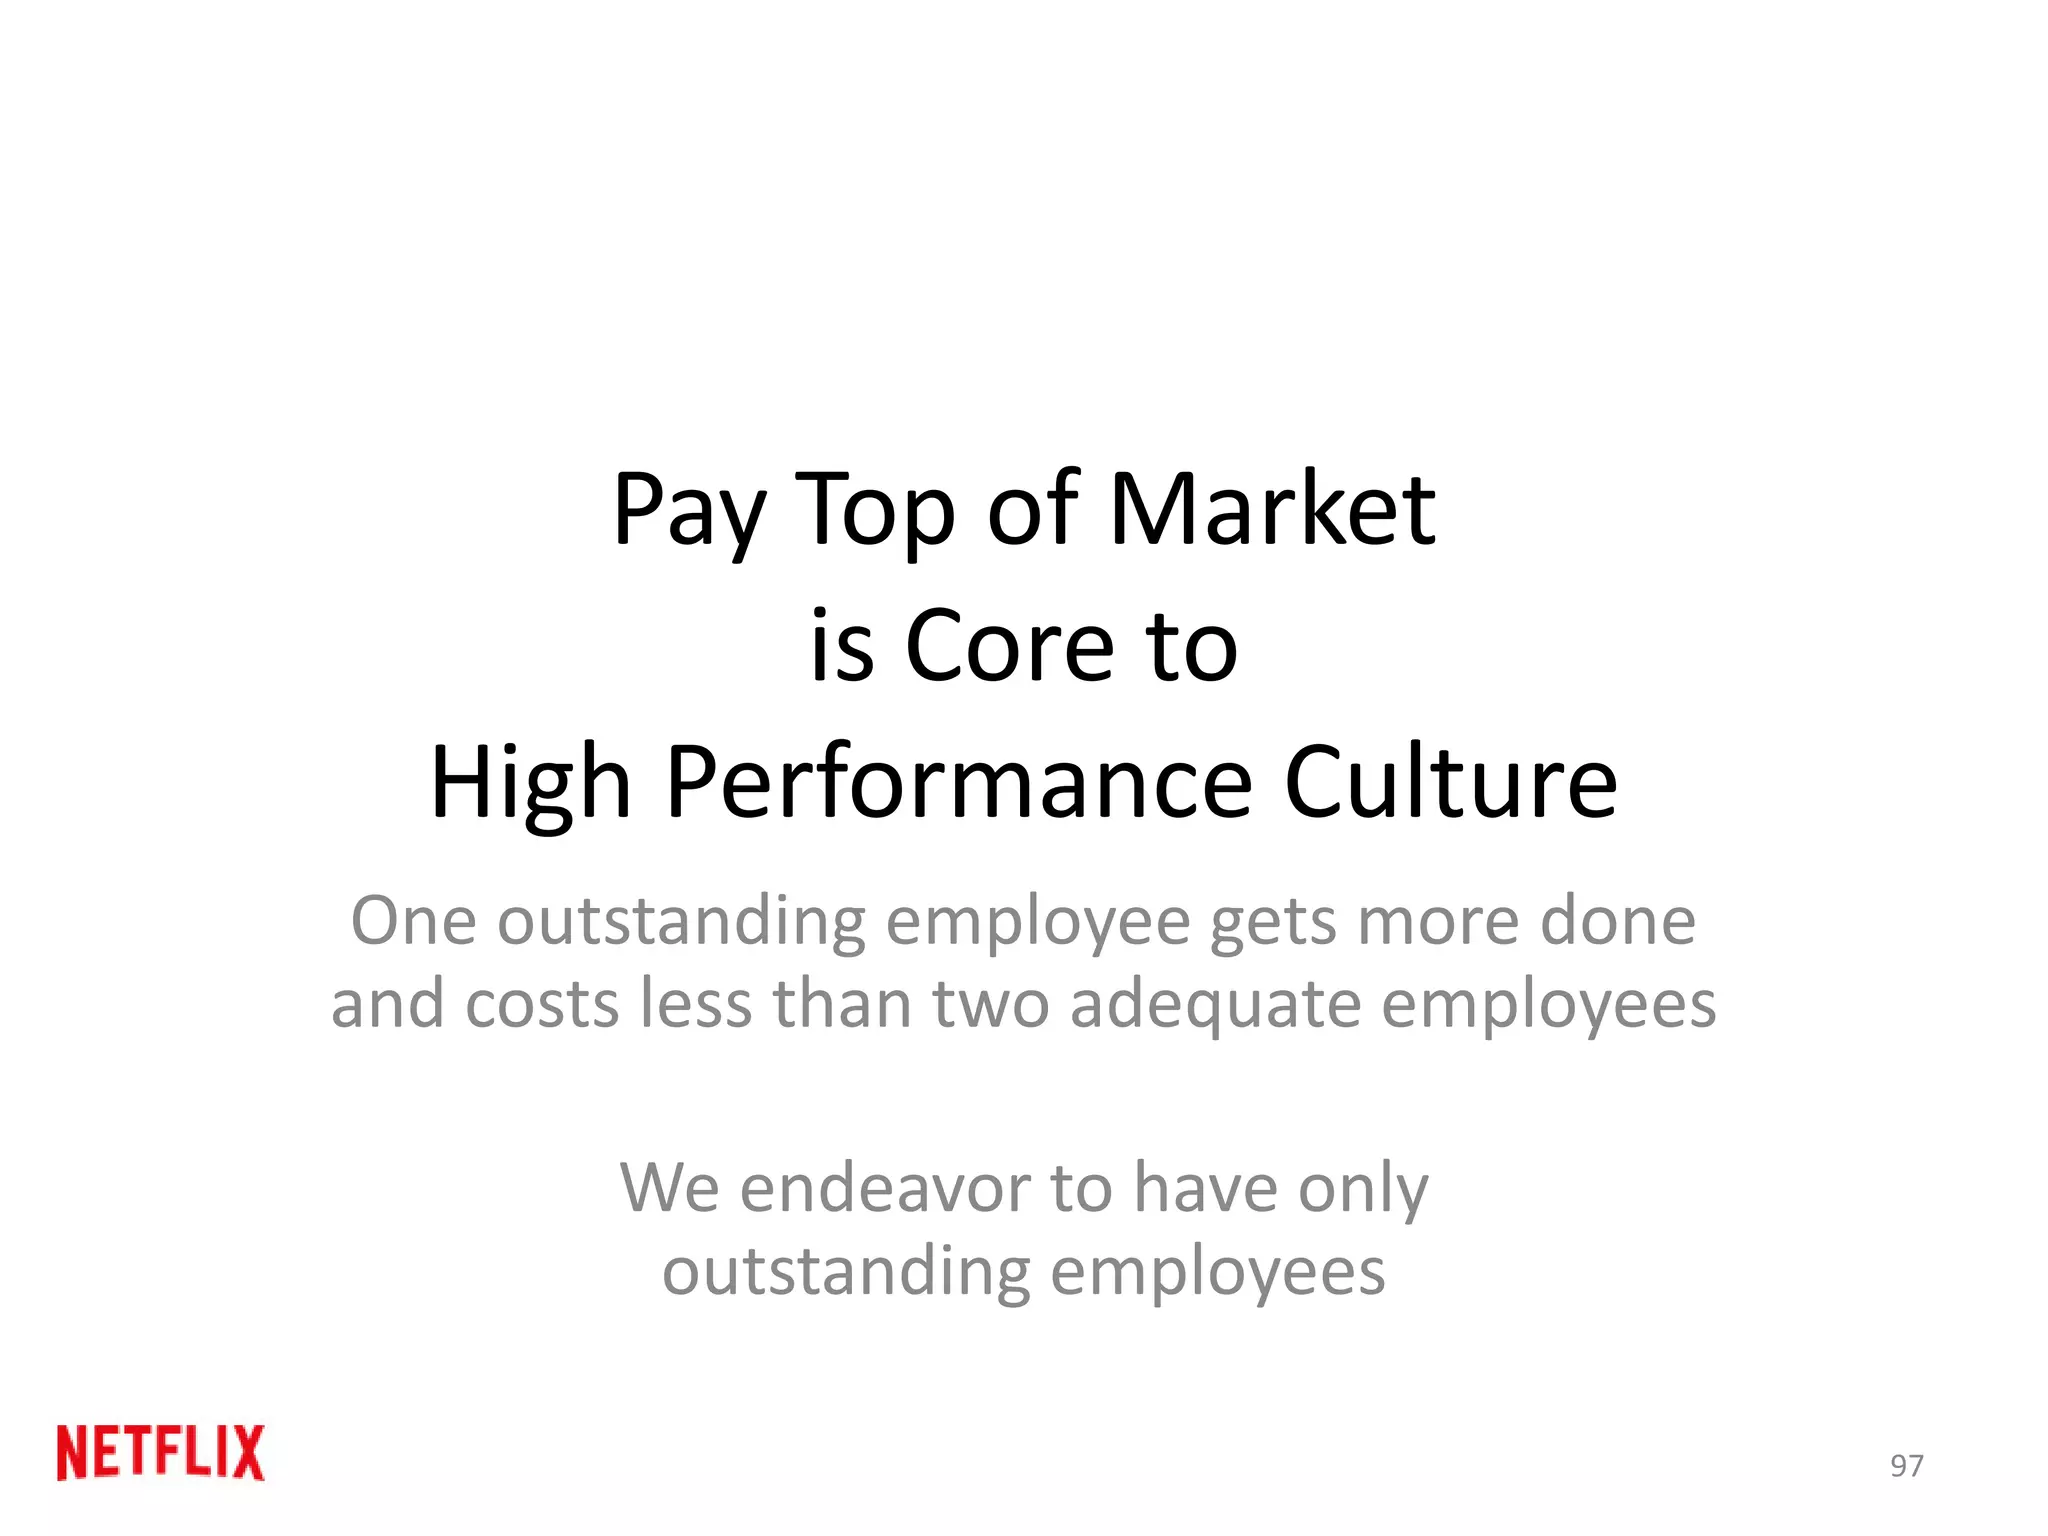 Pay Top of Market
is Core to
High Performance Culture
One outstanding employee gets more done
and costs less than two adequate employees
We endeavor to have only
outstanding employees
NETFLIX
97